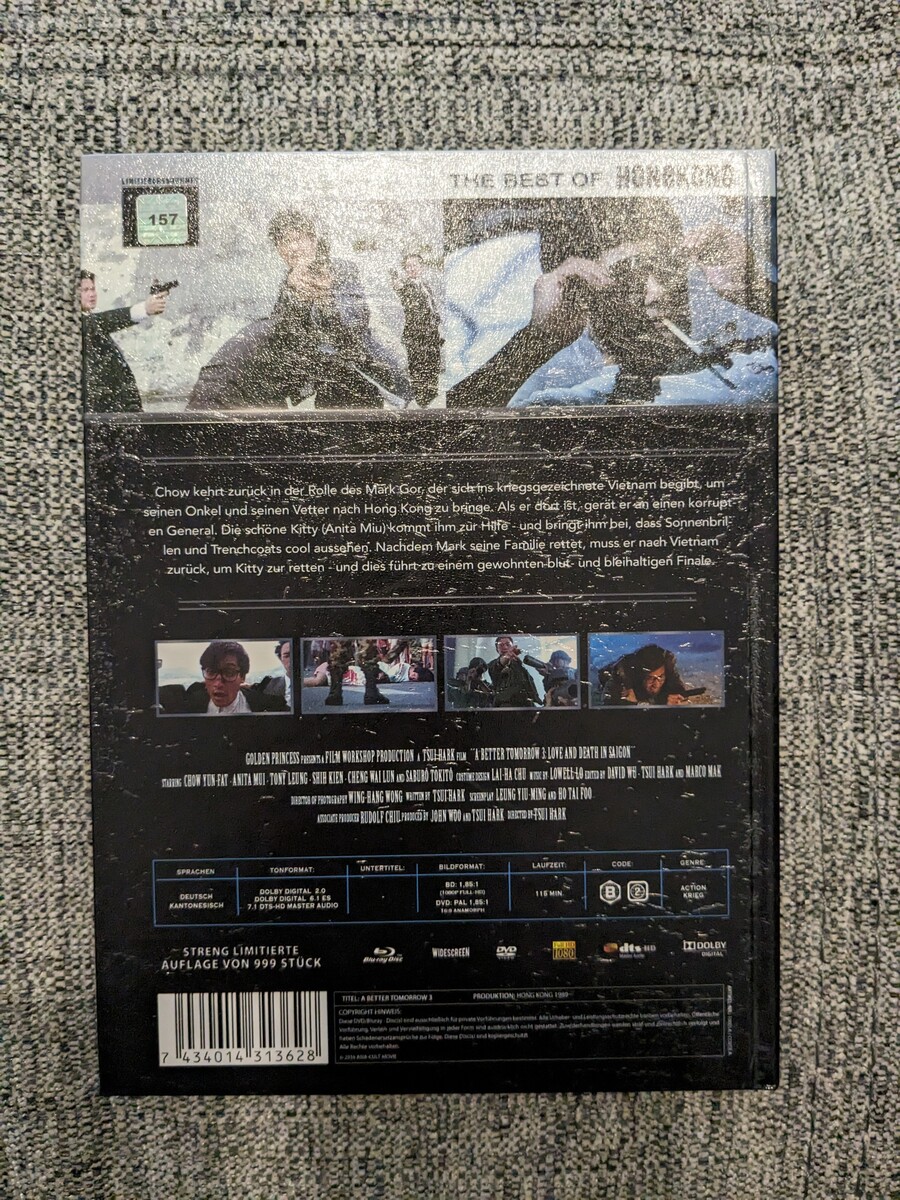 157
THE BEST OF HONGKONG
Chow kehrt zurück in der Rolle des Mark Gor, der sich ins kriegsgezeichnete Vietnam begibt, um
seinen Onkel und seinen Vetter nach Hong Kong zu bringe. Als er dort ist, gerät er an einen korrupt-
en General. Die schöne Kitty (Anita Miu) kommt ihm zur Hilfe - und bringt ihm bei, dass Sonnenbril
len und Trenchcoats cool aussehen. Nachdem Mark seine Familie rettet, muss er nach Vietnam
zurück, um Kitty zur retten - und dies führt zu einem gewohnten blut- und bleihaltigen Finale.
GOLDEN PRINCESS PRESENTS A FILM WORKSHOP PRODUCTION A TSUI HARK FILM "A BETTER TOMORROW 3: LOVE AND DEATH IN SAIGON"
STARRING CHOW YUN-FAT · ANITA MUI · TONY LEUNG · SHIH KIEN · CHENG WAI LUN AND SABURO TOKITO COSTUME DESIGN LAI-HA CHU MUSIC BY LOWELL LO EDITED BY DAVID WU · TSUI HARK AND MARCO MAK
DIRECTOR OF PHOTOGRAPHY WING-HANG WONG WRITTEN BY TSUI HARK SCREENPLAY LEUNG YIU-MING AND HO TAI FOO
ASSOCIATE PRODUCER RUDOLF CHIU PRODUCED BY JOHN WOO AND TSUI HARK DIRECTED BY TSUI HARK
SPRACHEN TONFORMAT: UNTERTITEL: BILDFORMAT: LAUFZEIT: CODE: GENRE
DEUTSCH
KANTONESISCH
DOLBY DIGITAL 2.0
DOLBY DIGITAL 6.1 ES
7.1 DTS-HD MASTER AUDIO
-
BD: 1,85:1
(1080P FULL-HD)
DVD: PAL 1,85:1
16:9 ANAMORPH
115 MIN.
B 2
ACTION
KRIEG
STRENG LIMITIERTE
AUFLAGE VON 999 STÜCK
Blu-ray Disc WIDESCREEN DVD VIDEO Full HD 1080 dts-HD Master Audio DOLBY DIGITAL
7 434014 313628
TITEL: A BETTER TOMORROW 3 PRODUKTION: HONG KONG
COPYRIGHT HINWEIS:
Alle Rechte vorbehalten.